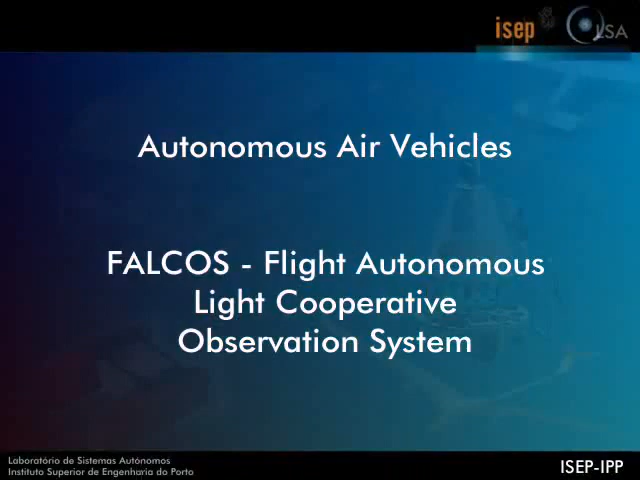 isep LSA
Autonomous Air Vehicles
FALCOS - Flight Autonomous
Light Cooperative
Observation System
Laboratório de Sistemas Autónomos
Instituto Superior de Engenharia do Porto
ISEP-IPP